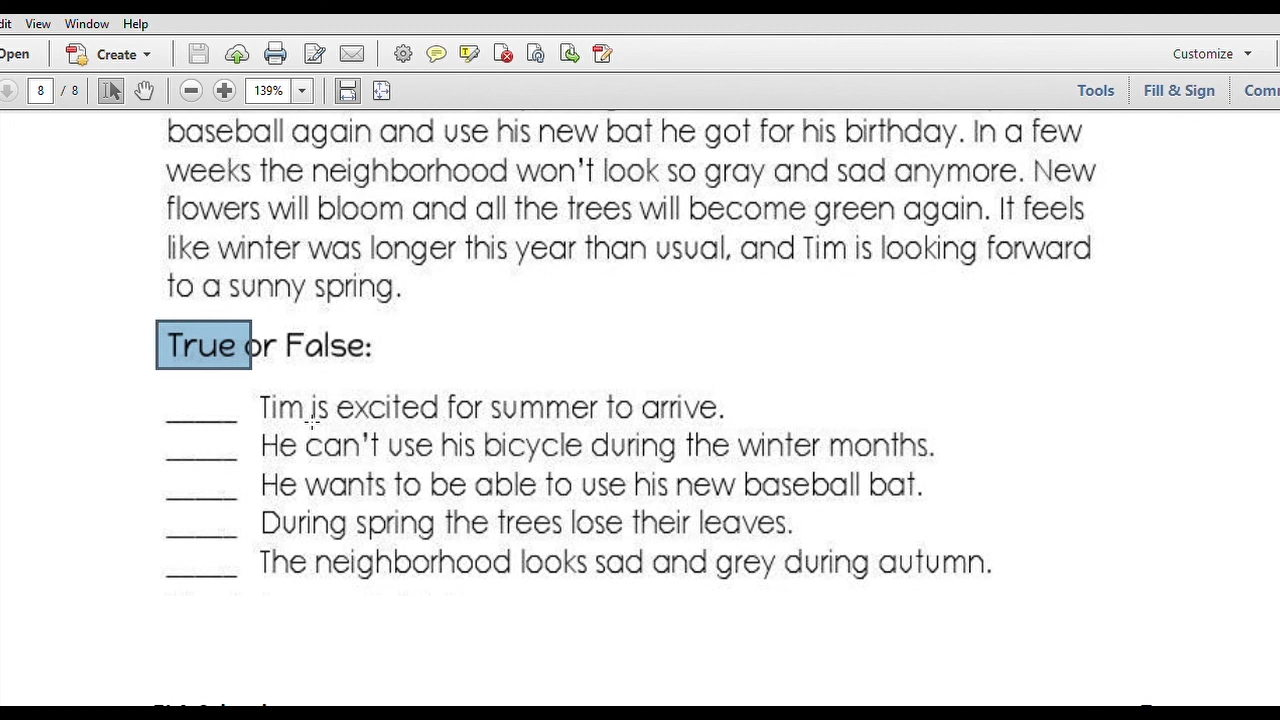 dit View Window Help
Open Create Customize
8 / 8 139% Tools Fill & Sign Comm
baseball again and use his new bat he got for his birthday. In a few
weeks the neighborhood won't look so gray and sad anymore. New
flowers will bloom and all the trees will become green again. It feels
like winter was longer this year than usual, and Tim is looking forward
to a sunny spring.
True or False:
_____ Tim is excited for summer to arrive.
_____ He can't use his bicycle during the winter months.
_____ He wants to be able to use his new baseball bat.
_____ During spring the trees lose their leaves.
_____ The neighborhood looks sad and grey during autumn.